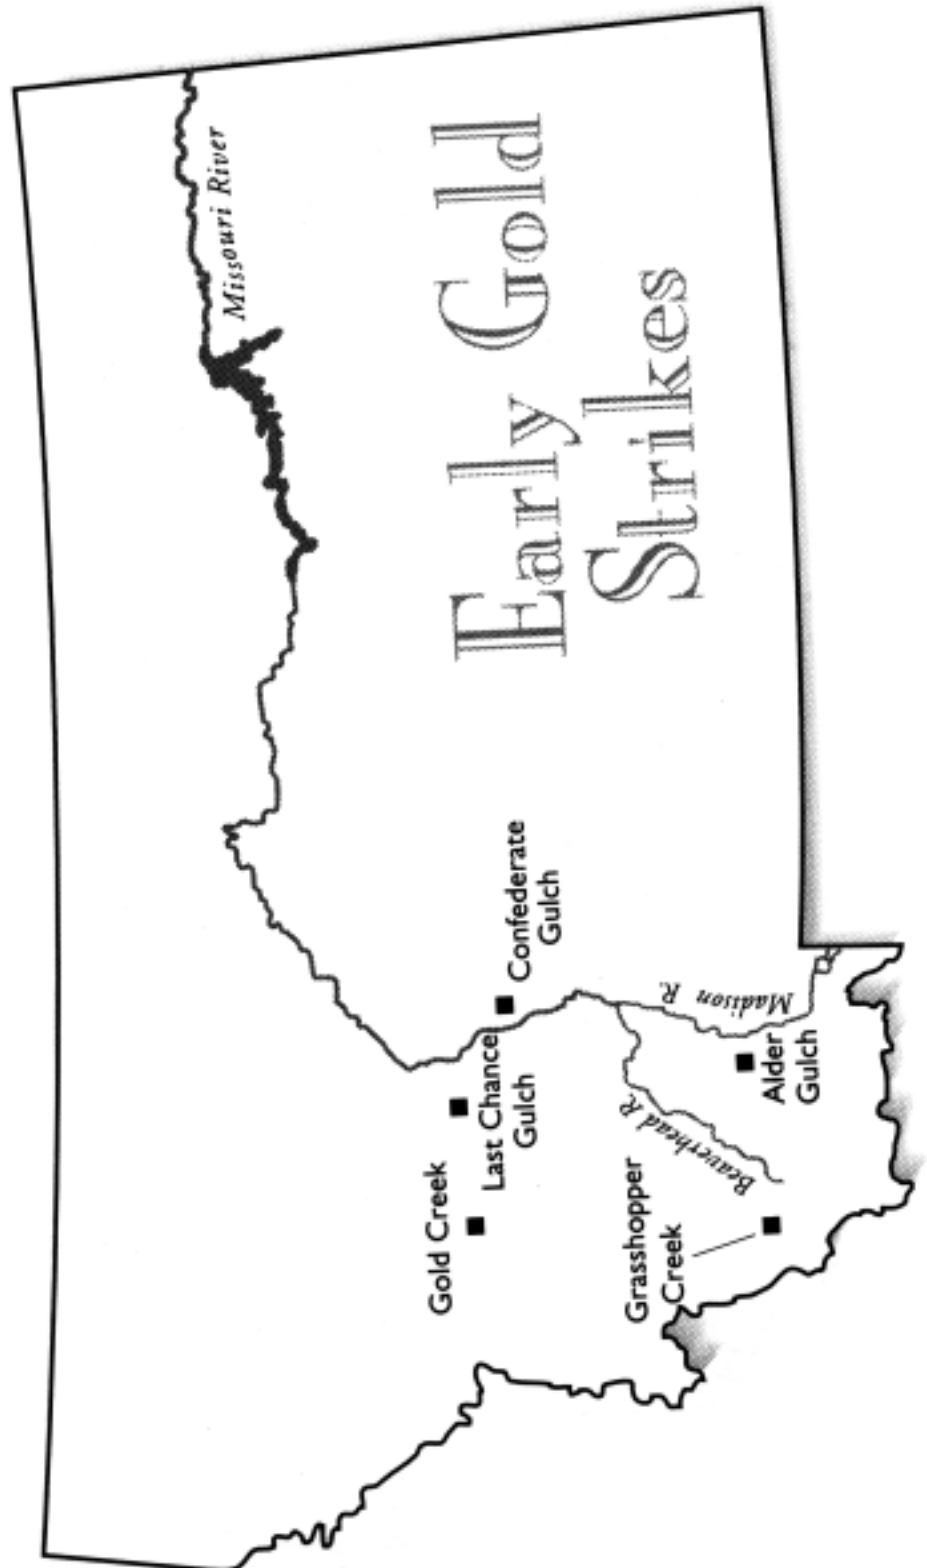 Missouri River
Early Gold
Strikes
Confederate
Gulch
Last Chance
Gulch
Gold Creek
Madison
R.
Beaverhead R.
Alder
Gulch
Grasshopper
Creek